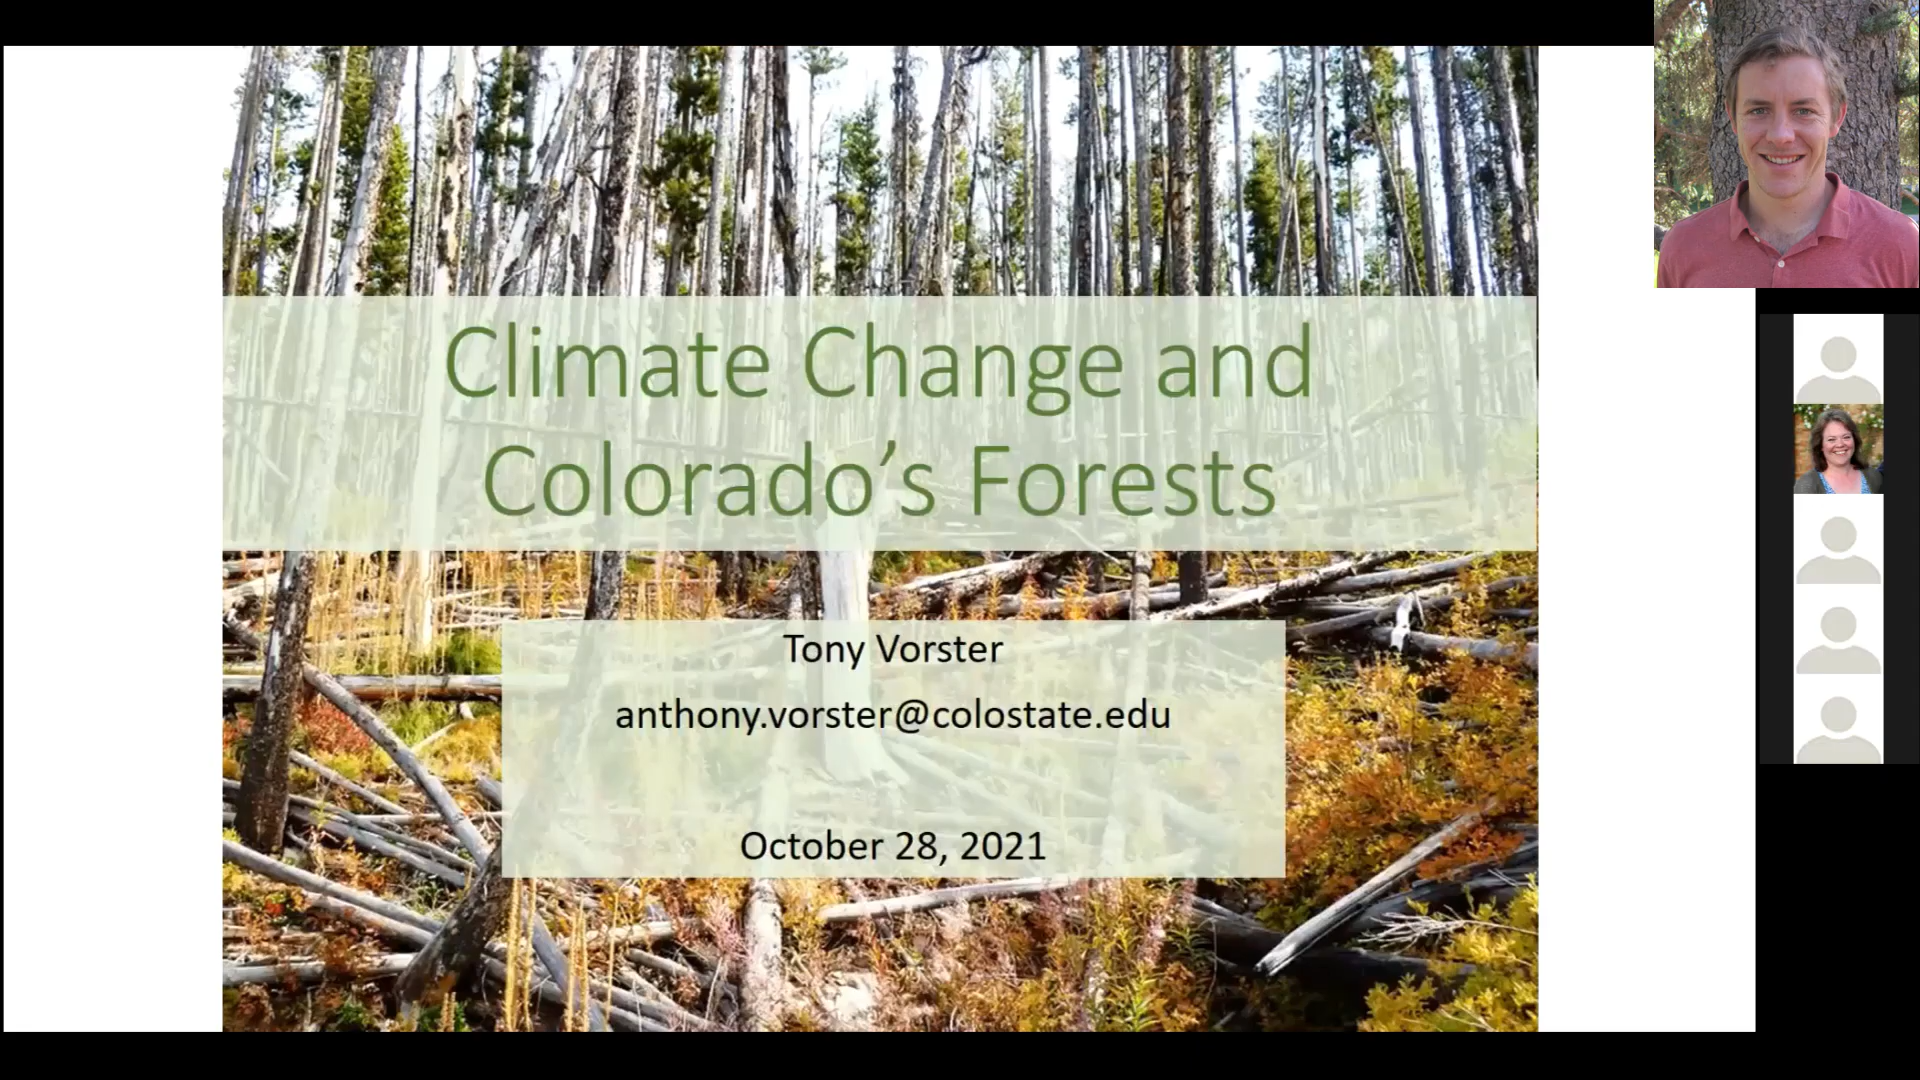 Climate Change and
Colorado’s Forests
Tony Vorster
anthony.vorster@colostate.edu
October 28, 2021